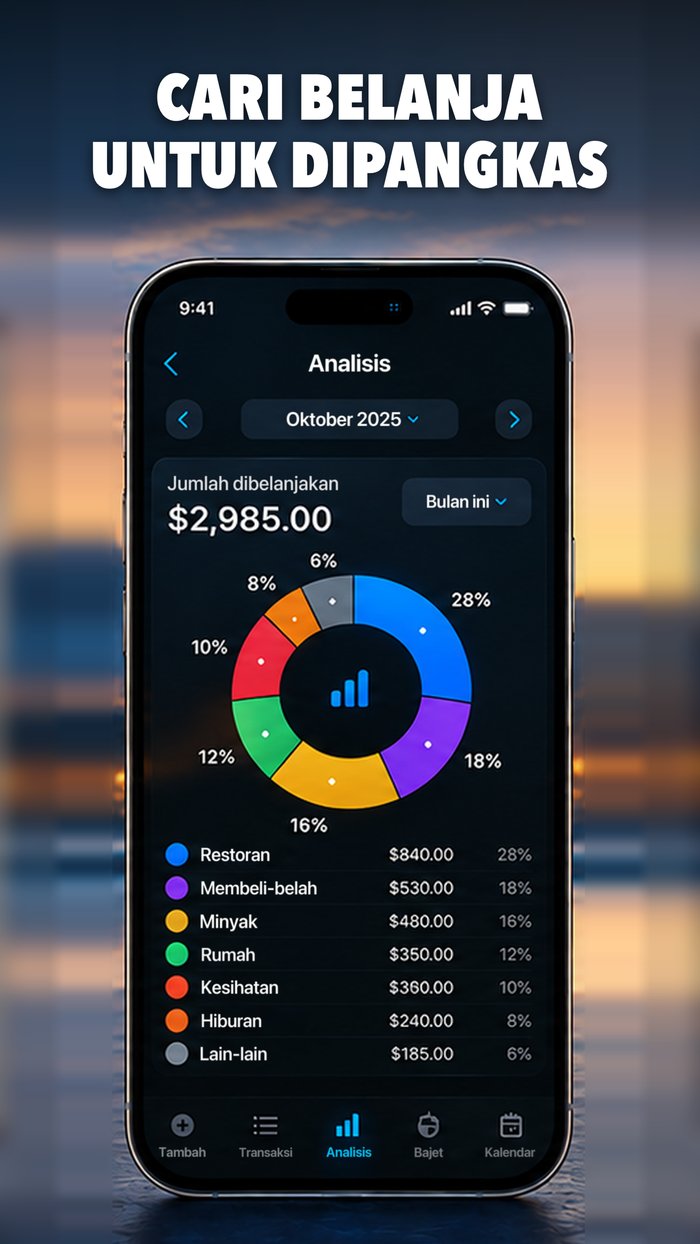 CARI BELANJA
UNTUK DIPANGKAS
9:41
Analisis
Oktober 2025
Jumlah dibelanjakan
$2,985.00
Bulan ini
6%
8%
28%
10%
12%
18%
16%
Restoran $840.00 28%
Membeli-belah $530.00 18%
Minyak $480.00 16%
Rumah $350.00 12%
Kesihatan $360.00 10%
Hiburan $240.00 8%
Lain-lain $185.00 6%
Tambah Transaksi Analisis Bajet Kalendar